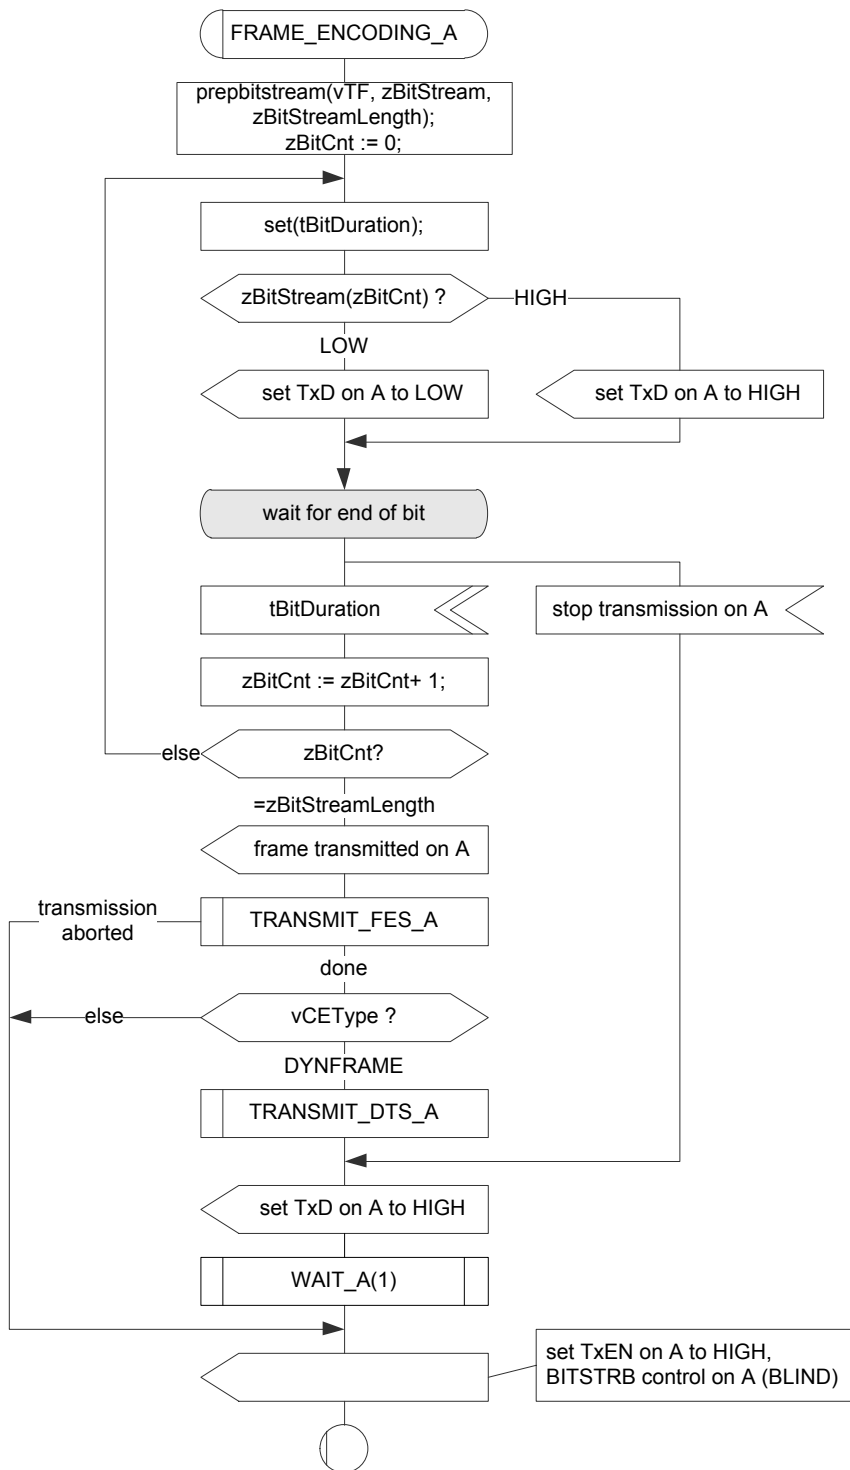 FRAME_ENCODING_A
prepbitstream(vTF, zBitStream,
zBitStreamLength);
zBitCnt := 0;
set(tBitDuration);
zBitStream(zBitCnt) ?
HIGH
LOW
set TxD on A to LOW
set TxD on A to HIGH
wait for end of bit
tBitDuration
stop transmission on A
zBitCnt := zBitCnt+ 1;
else
zBitCnt?
=zBitStreamLength
frame transmitted on A
transmission
aborted
TRANSMIT_FES_A
done
else
vCEType ?
DYNFRAME
TRANSMIT_DTS_A
set TxD on A to HIGH
WAIT_A(1)
set TxEN on A to HIGH,
BITSTRB control on A (BLIND)